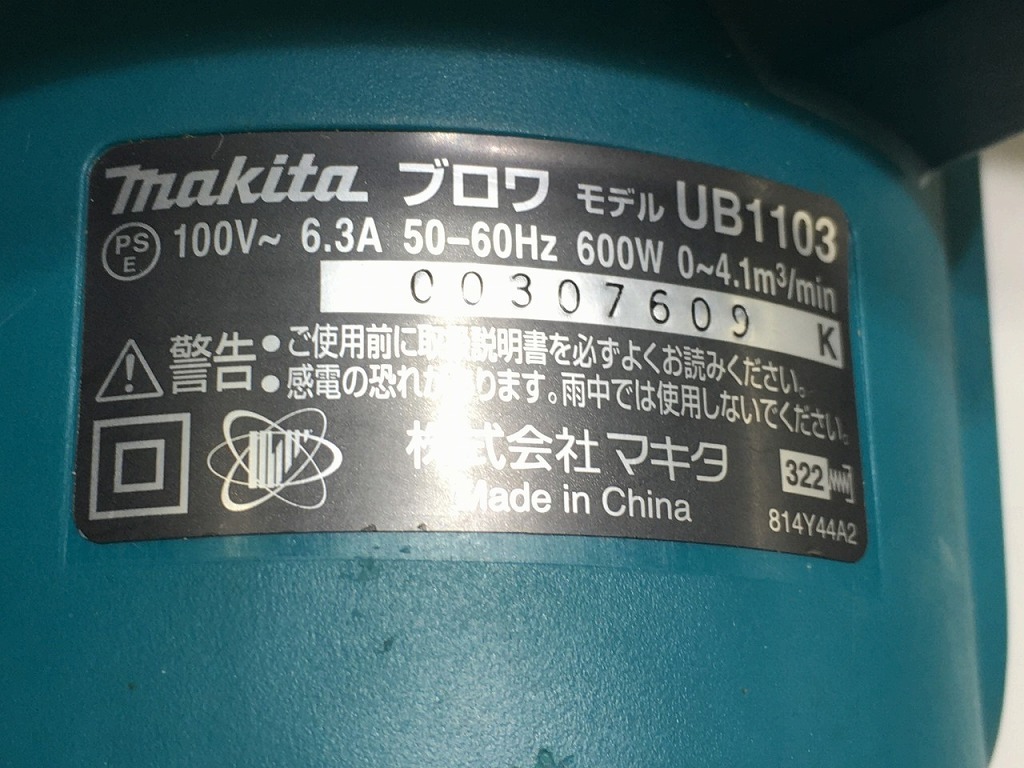 makita ブロワ モデル UB1103
PS E 100V~ 6.3A 50-60Hz 600W 0~4.1m³/min
00307609 K
警告 ●ご使用前に取扱説明書を必ずよくお読みください。
●感電の恐れがあります。雨中では使用しないでください。
株式会社 マキタ
322
Made in China
814Y44A2